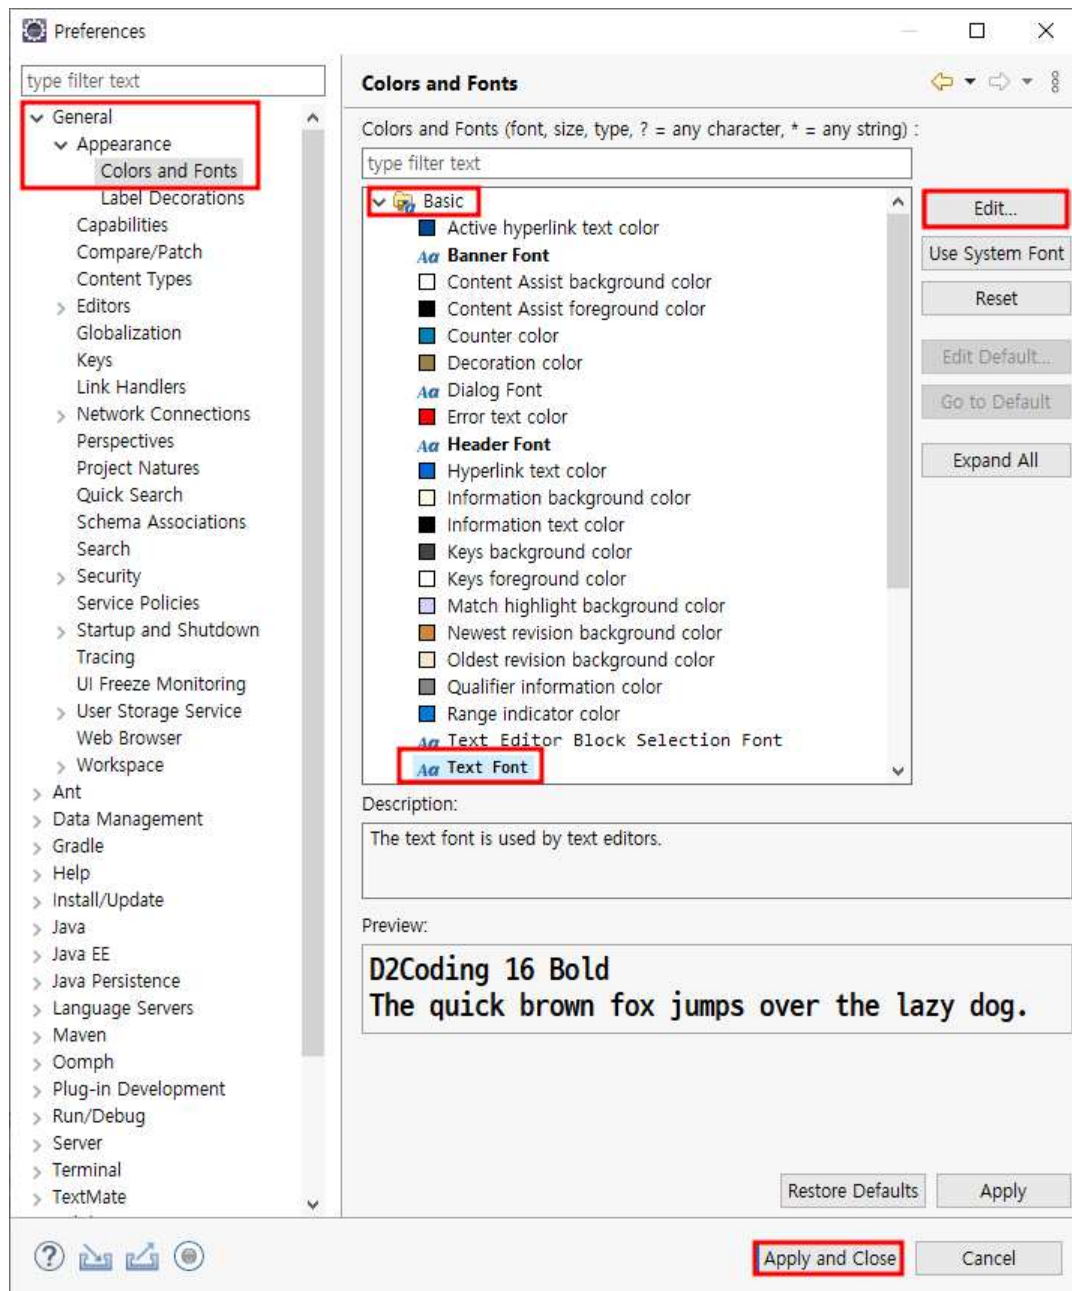 Preferences
type filter text
General
Appearance
Colors and Fonts
Label Decorations
Capabilities
Compare/Patch
Content Types
Editors
Globalization
Keys
Link Handlers
Network Connections
Perspectives
Project Natures
Quick Search
Schema Associations
Search
Security
Service Policies
Startup and Shutdown
Tracing
UI Freeze Monitoring
User Storage Service
Web Browser
Workspace
Ant
Data Management
Gradle
Help
Install/Update
Java
Java EE
Java Persistence
Language Servers
Maven
Oomph
Plug-in Development
Run/Debug
Server
Terminal
TextMate
Colors and Fonts
Colors and Fonts (font, size, type, ? = any character, * = any string) :
type filter text
Basic
Active hyperlink text color
Aa Banner Font
Content Assist background color
Content Assist foreground color
Counter color
Decoration color
Aa Dialog Font
Error text color
Aa Header Font
Hyperlink text color
Information background color
Information text color
Keys background color
Keys foreground color
Match highlight background color
Newest revision background color
Oldest revision background color
Qualifier information color
Range indicator color
Aa Text Editor Block Selection Font
Aa Text Font
Edit...
Use System Font
Reset
Edit Default...
Go to Default
Expand All
Description:
The text font is used by text editors.
Preview:
D2Coding 16 Bold
The quick brown fox jumps over the lazy dog.
Restore Defaults
Apply
?
Apply and Close
Cancel